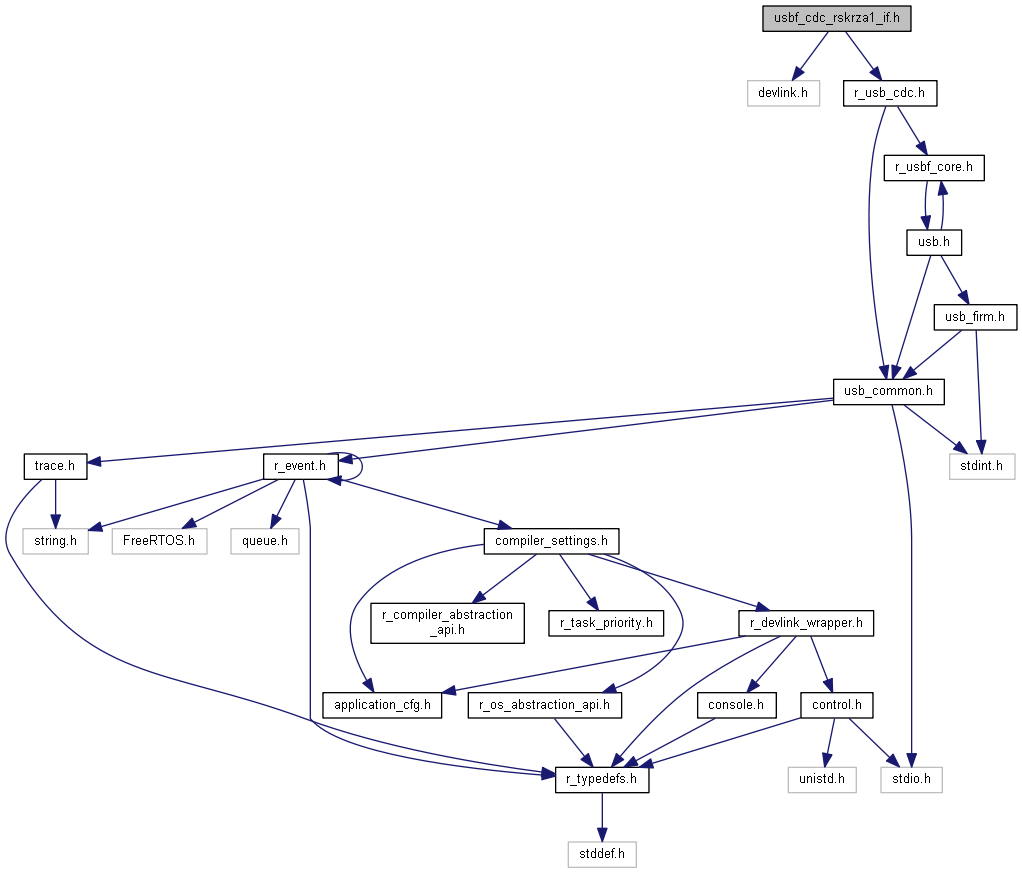 usbf_cdc_rskrza1_if.h
devlink.h
r_usb_cdc.h
r_usbf_core.h
usb.h
usb_firm.h
usb_common.h
trace.h
r_event.h
stdint.h
string.h
FreeRTOS.h
queue.h
compiler_settings.h
r_compiler_abstraction
_api.h
r_task_priority.h
r_devlink_wrapper.h
application_cfg.h
r_os_abstraction_api.h
console.h
control.h
r_typedefs.h
unistd.h
stdio.h
stddef.h